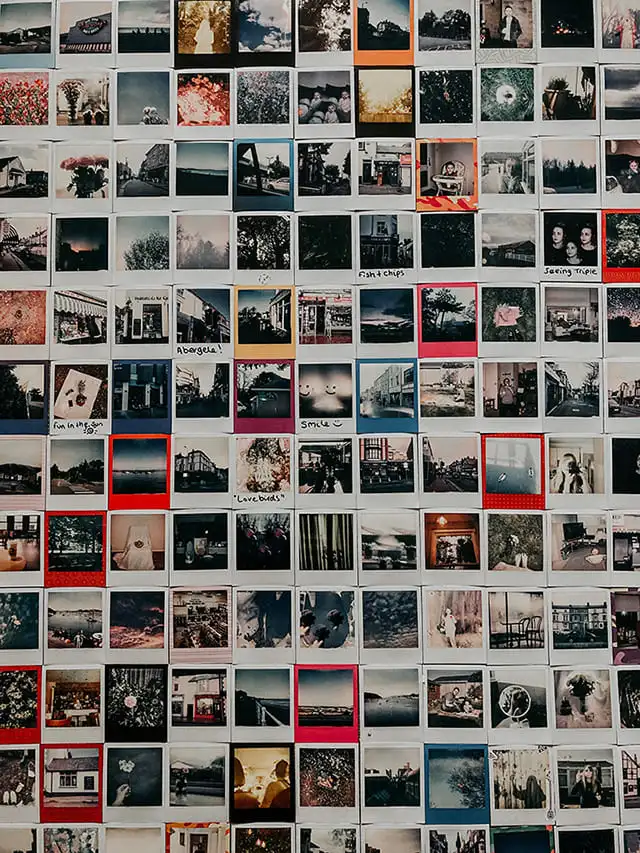 Fish + chips
Seeing Triple
Abergele!
Fun in the Sun
Smile
"Lovebirds"